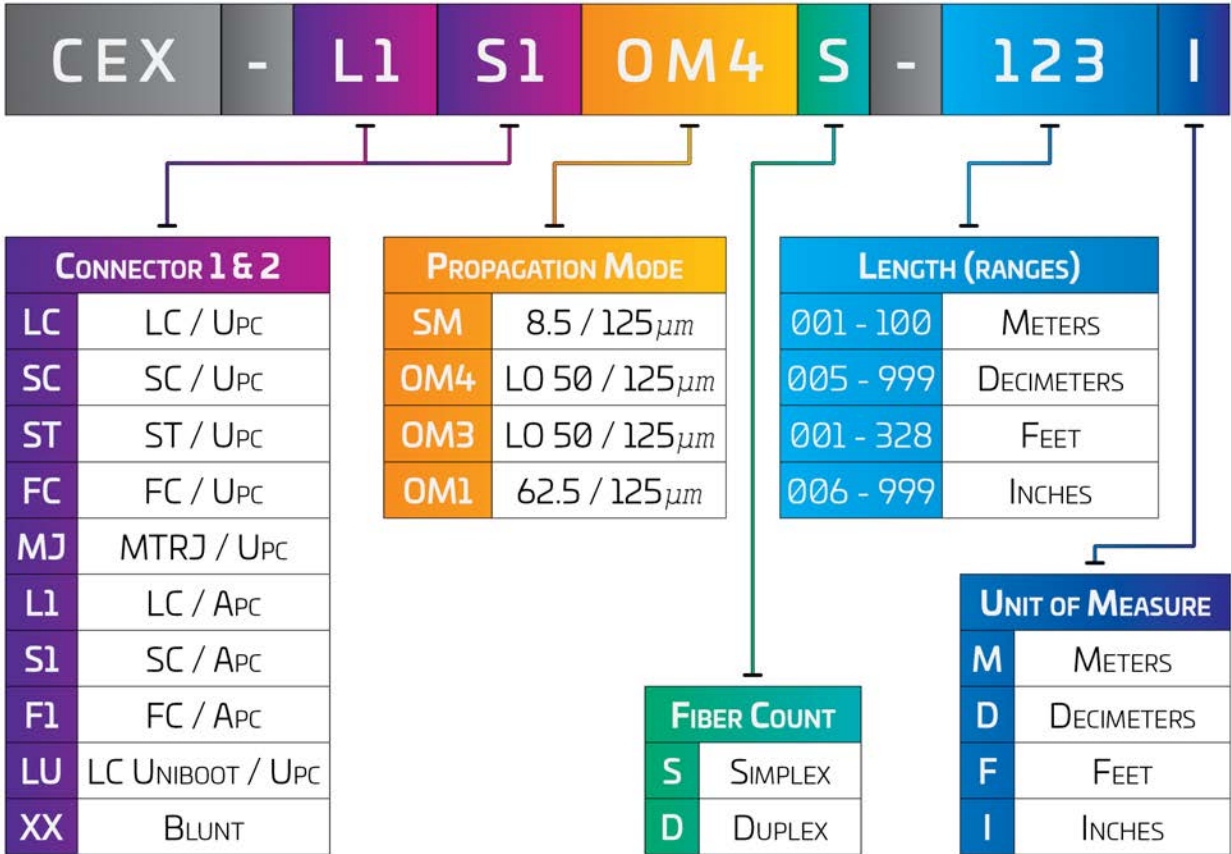 CEX - L1 S1 OM4 S - 123 I
CONNECTOR 1 & 2
LC LC / UPC
SC SC / UPC
ST ST / UPC
FC FC / UPC
MJ MTRJ / UPC
L1 LC / APC
S1 SC / APC
F1 FC / APC
LU LC UNIBOOT / UPC
XX BLUNT
PROPAGATION MODE
SM 8.5 / 125µm
OM4 LO 50 / 125µm
OM3 LO 50 / 125µm
OM1 62.5 / 125µm
FIBER COUNT
S SIMPLEX
D DUPLEX
LENGTH (RANGES)
001 - 100 METERS
005 - 999 DECIMETERS
001 - 328 FEET
006 - 999 INCHES
UNIT OF MEASURE
M METERS
D DECIMETERS
F FEET
I INCHES